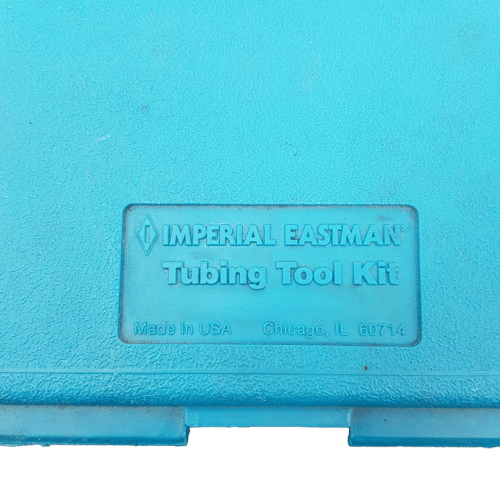 IMPERIAL EASTMAN®
Tubing Tool Kit
Made in USA Chicago, IL 60714